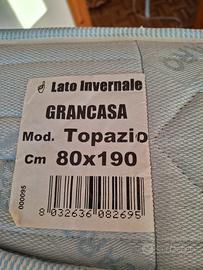 Lato Invernale
GRANCASA
Mod. Topazio
Cm 80x190
000095
8 032636 082695